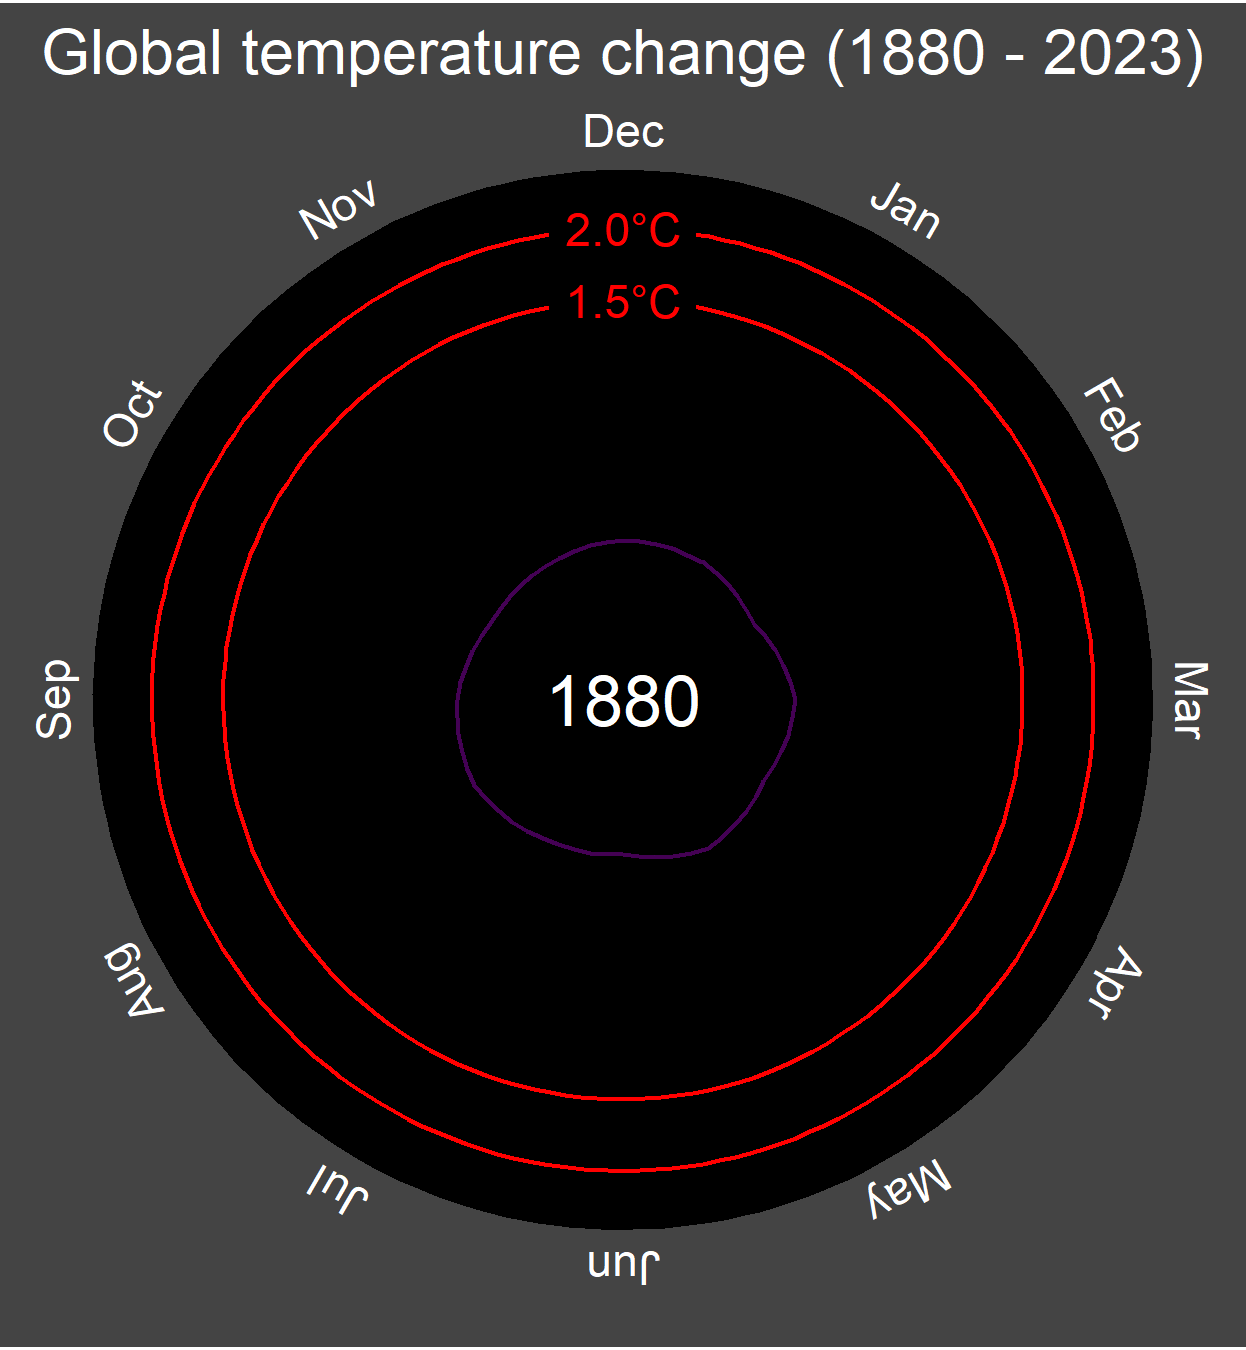 Global temperature change (1880 - 2023)
Dec
Jan
Feb
Mar
Apr
May
Jun
Jul
Aug
Sep
Oct
Nov
2.0°C
1.5°C
1880